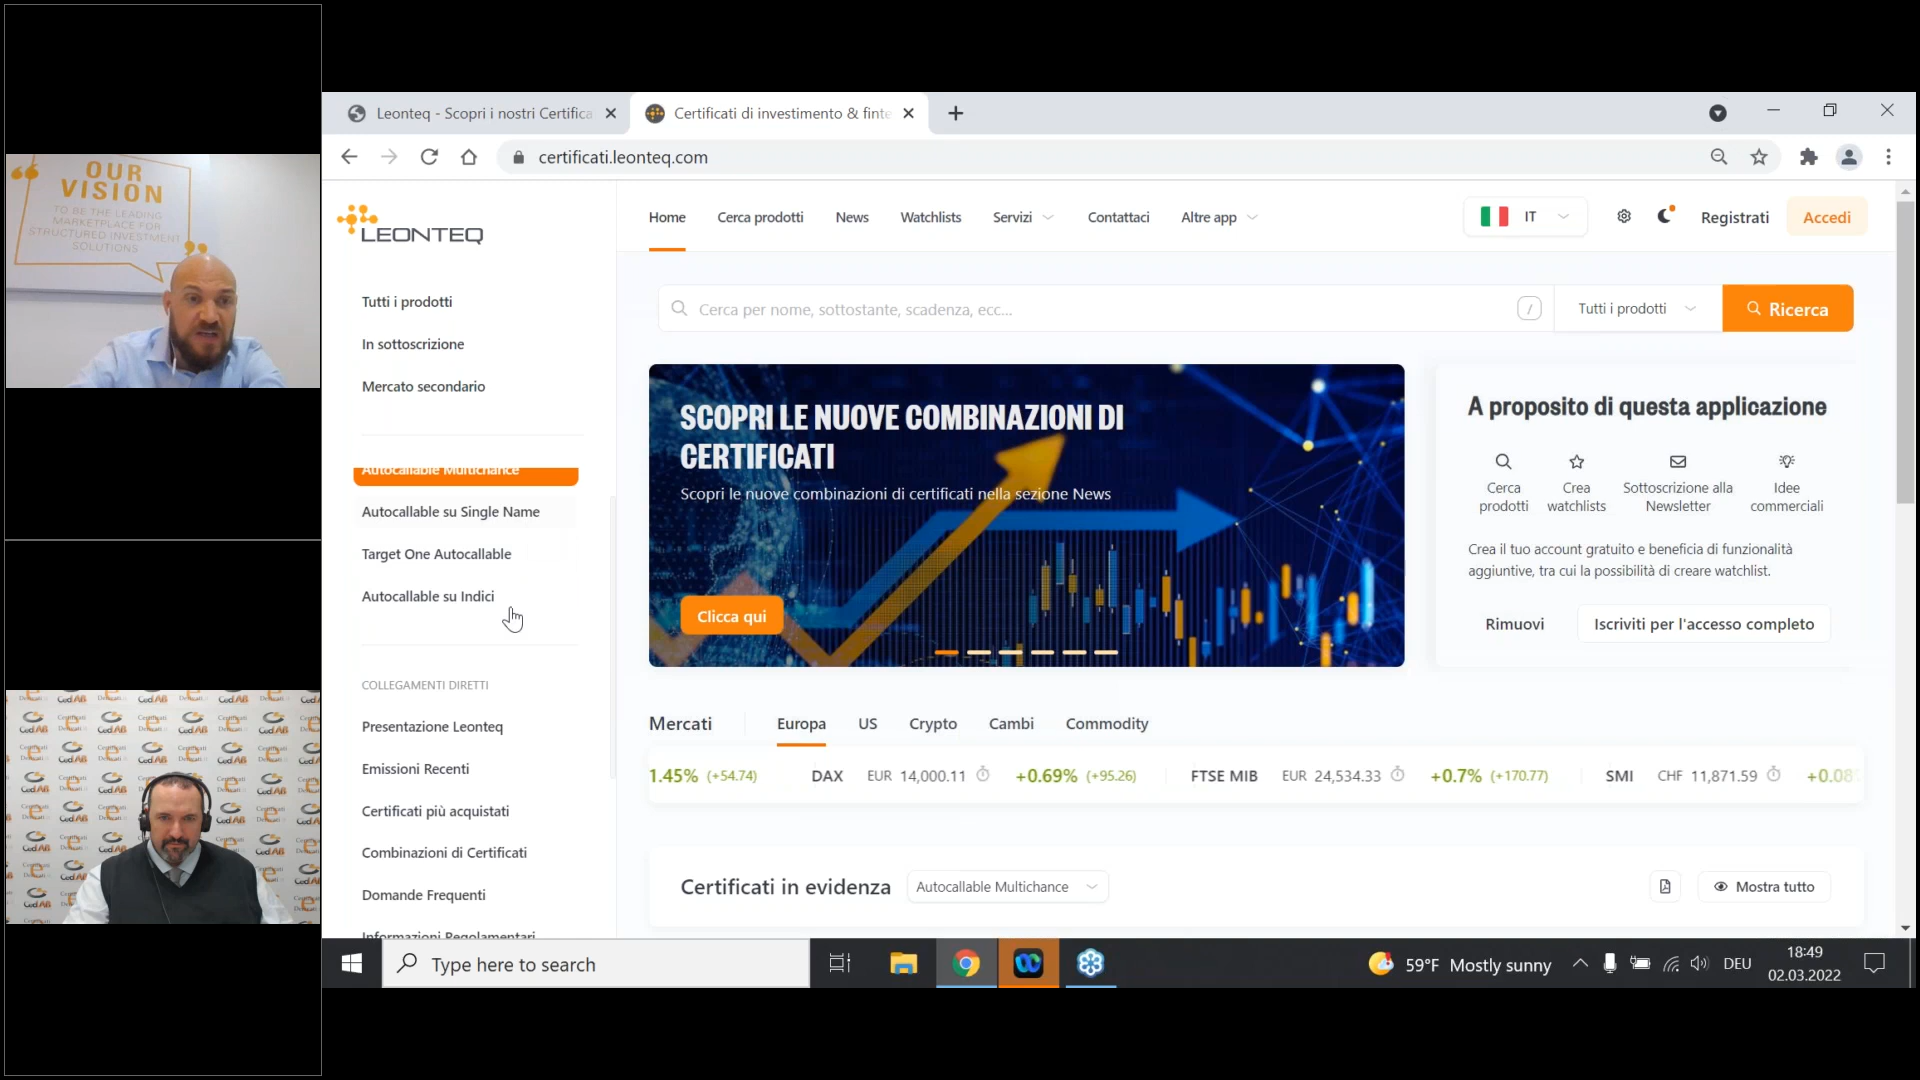 OUR
VISION
TO BE THE LEADING
MARKETPLACE FOR
STRUCTURED INVESTMENT
SOLUTIONS
Leonteq - Scopri i nostri Certifica
Certificati di investimento & finte
certificati.leonteq.com
LEONTEQ
Home
Cerca prodotti
News
Watchlists
Servizi
Contattaci
Altre app
IT
Registrati
Accedi
Tutti i prodotti
In sottoscrizione
Mercato secondario
Autocallable Multichance
Autocallable su Single Name
Target One Autocallable
Autocallable su Indici
COLLEGAMENTI DIRETTI
Presentazione Leonteq
Emissioni Recenti
Certificati più acquistati
Combinazioni di Certificati
Domande Frequenti
Informazioni Regolamentari
Cerca per nome, sottostante, scadenza, ecc...
/
Tutti i prodotti
Ricerca
SCOPRI LE NUOVE COMBINAZIONI DI
CERTIFICATI
Scopri le nuove combinazioni di certificati nella sezione News
Clicca qui
A proposito di questa applicazione
Cerca
prodotti
Crea
watchlists
Sottoscrizione alla
Newsletter
Idee
commerciali
Crea il tuo account gratuito e beneficia di funzionalità
aggiuntive, tra cui la possibilità di creare watchlist.
Rimuovi
Iscriviti per l'accesso completo
Mercati
Europa
US
Crypto
Cambi
Commodity
1.45% (+54.74)
DAX EUR 14,000.11 +0.69% (+95.26)
FTSE MIB EUR 24,534.33 +0.7% (+170.77)
SMI CHF 11,871.59 +0.08
Certificati in evidenza
Autocallable Multichance
Mostra tutto
Type here to search
59°F Mostly sunny
DEU
18:49
02.03.2022
Ced AB